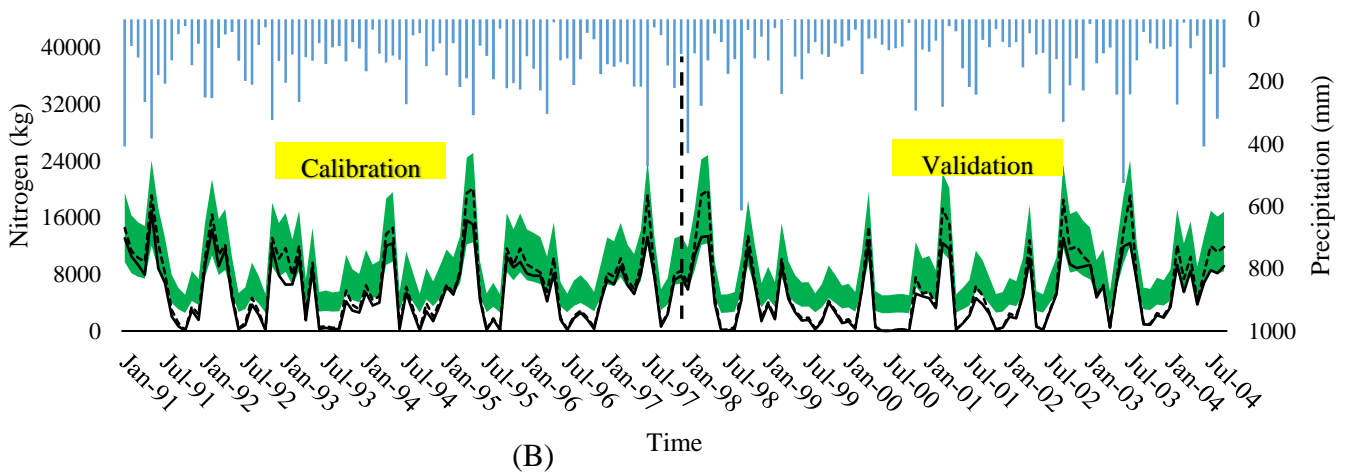 Nitrogen (kg)
40000
32000
24000
16000
8000
0
Calibration
Validation
0
200
400
600
800
1000
Precipitation (mm)
Jan-91
Jul-91
Jan-92
Jul-92
Jan-93
Jul-93
Jan-94
Jul-94
Jan-95
Jul-95
Jan-96
Jul-96
Jan-97
Jul-97
Jan-98
Jul-98
Jan-99
Jul-99
Jan-00
Jul-00
Jan-01
Jul-01
Jan-02
Jul-02
Jan-03
Jul-03
Jan-04
Jul-04
Time
(B)